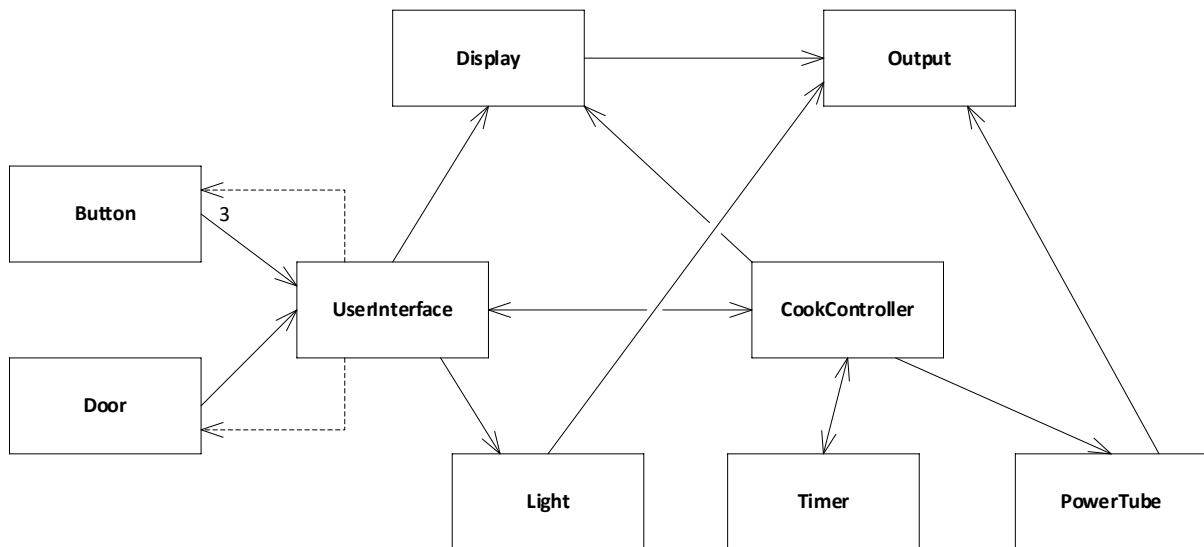 Display
Output
Button
3
UserInterface
CookController
Door
Light
Timer
PowerTube